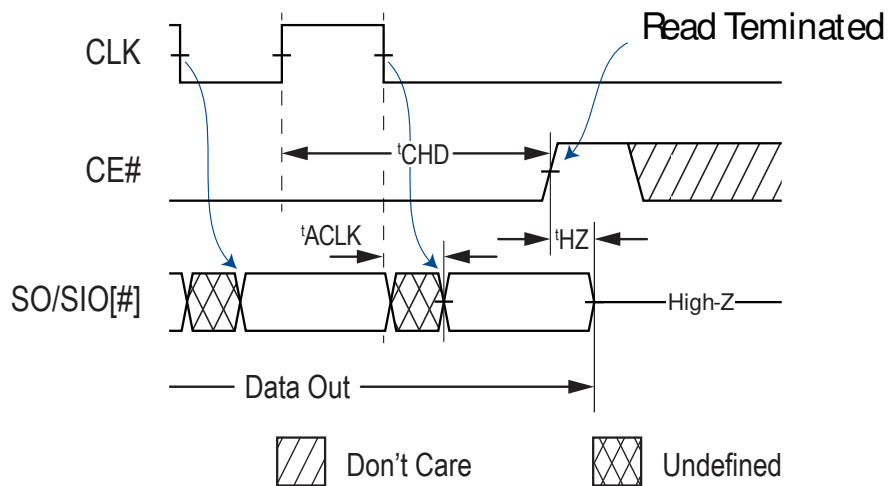 Read Teminated
CLK
tCHD
CE#
tACLK
tHZ
SO/SIO[#]
High-Z
Data Out
Don't Care
Undefined